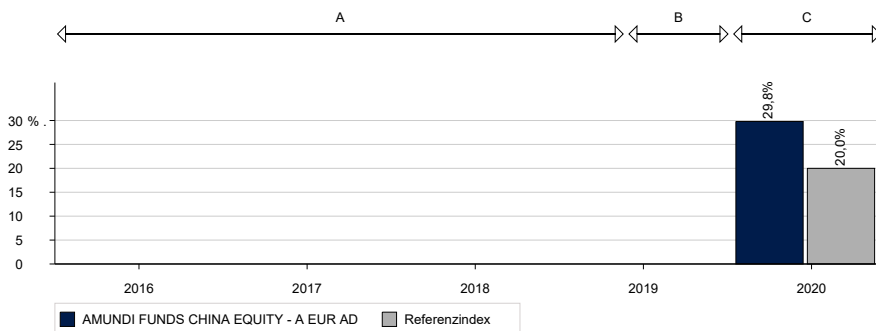 A B C
30 % .
25
20
15
10
5
0
29,8%
20,0%
2016 2017 2018 2019 2020
AMUNDI FUNDS CHINA EQUITY - A EUR AD Referenzindex